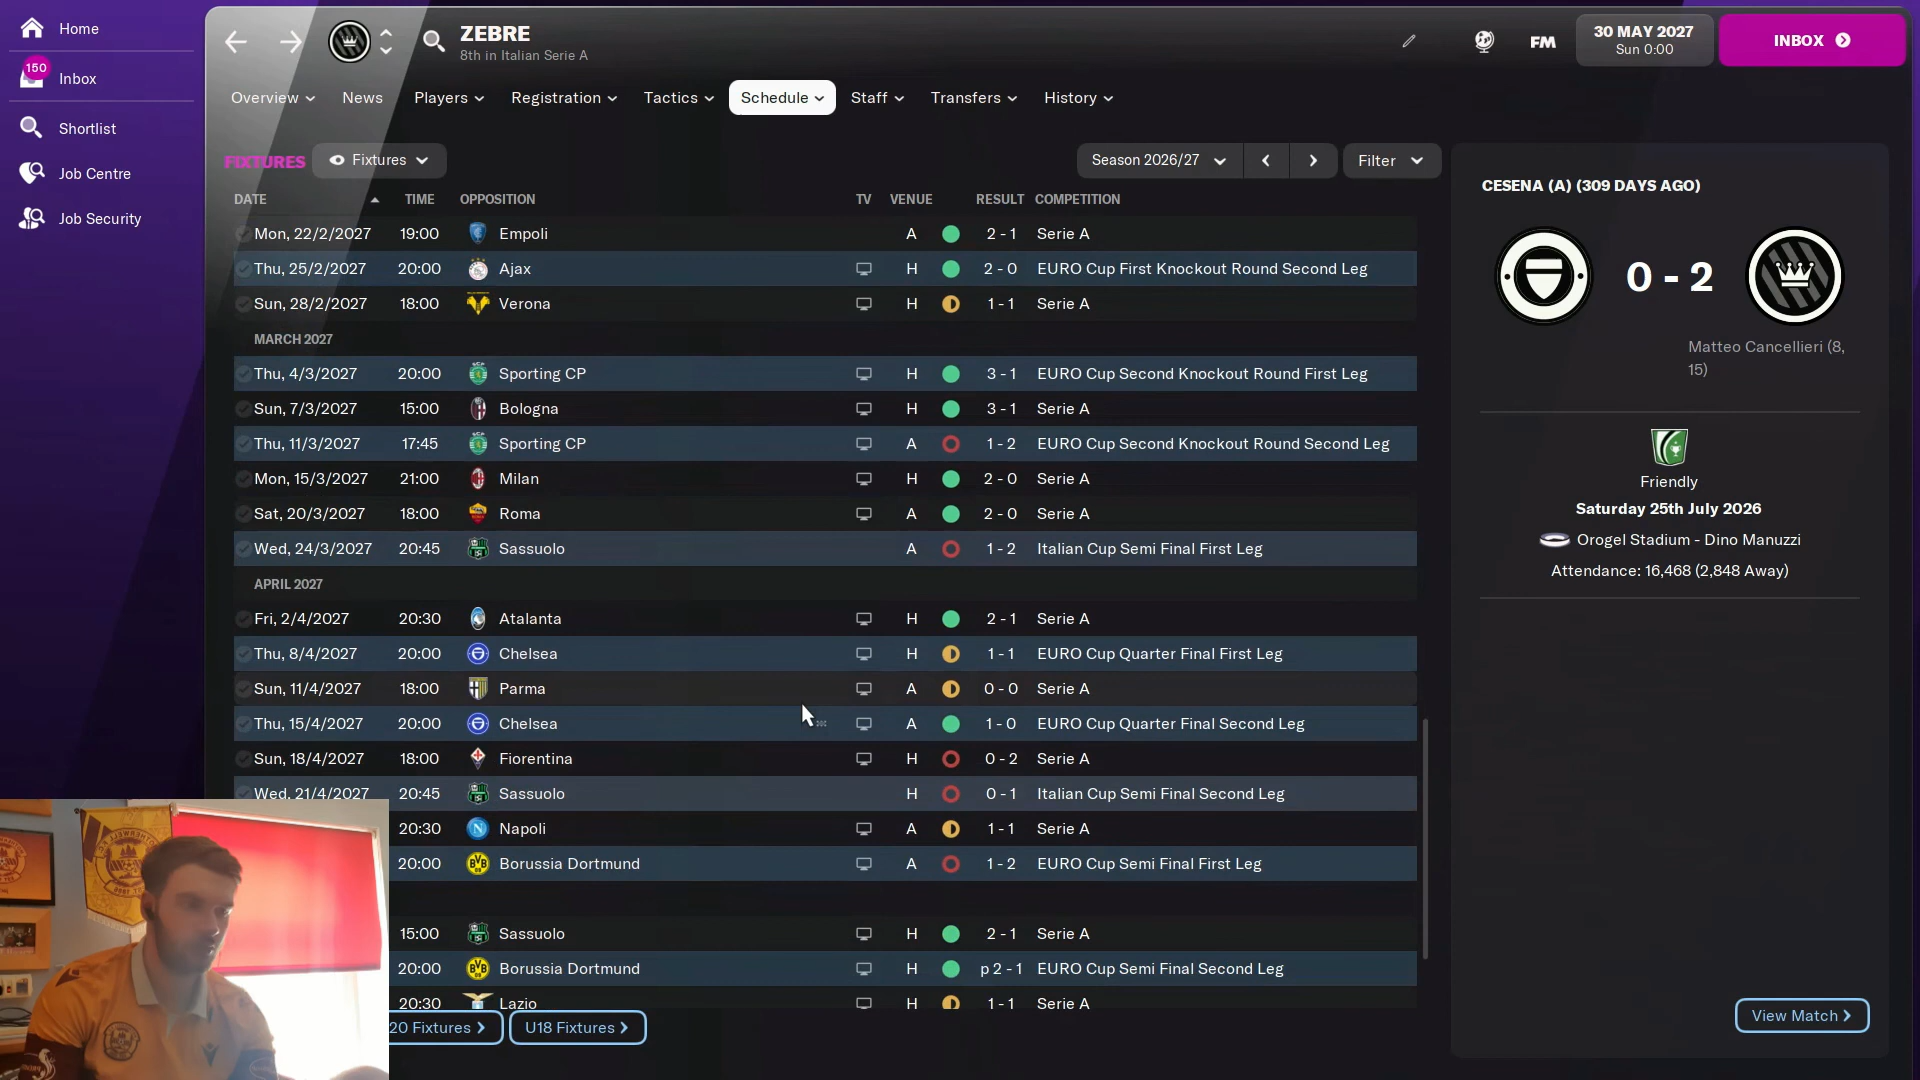 Home
150
Inbox
Shortlist
Job Centre
Job Security
ZEBRE
8th in Italian Serie A
FM
30 MAY 2027
Sun 0:00
INBOX
Overview News Players Registration Tactics Schedule Staff Transfers History
FIXTURES Fixtures Season 2026/27 Filter
DATE TIME OPPOSITION TV VENUE RESULT COMPETITION
Mon, 22/2/2027 19:00 Empoli A 2 - 1 Serie A
Thu, 25/2/2027 20:00 Ajax H 2 - 0 EURO Cup First Knockout Round Second Leg
Sun, 28/2/2027 18:00 Verona H 1 - 1 Serie A
MARCH 2027
Thu, 4/3/2027 20:00 Sporting CP H 3 - 1 EURO Cup Second Knockout Round First Leg
Sun, 7/3/2027 15:00 Bologna H 3 - 1 Serie A
Thu, 11/3/2027 17:45 Sporting CP A 1 - 2 EURO Cup Second Knockout Round Second Leg
Mon, 15/3/2027 21:00 Milan H 2 - 0 Serie A
Sat, 20/3/2027 18:00 Roma A 2 - 0 Serie A
Wed, 24/3/2027 20:45 Sassuolo A 1 - 2 Italian Cup Semi Final First Leg
APRIL 2027
Fri, 2/4/2027 20:30 Atalanta H 2 - 1 Serie A
Thu, 8/4/2027 20:00 Chelsea H 1 - 1 EURO Cup Quarter Final First Leg
Sun, 11/4/2027 18:00 Parma A 0 - 0 Serie A
Thu, 15/4/2027 20:00 Chelsea A 1 - 0 EURO Cup Quarter Final Second Leg
Sun, 18/4/2027 18:00 Fiorentina H 0 - 2 Serie A
Wed, 21/4/2027 20:45 Sassuolo H 0 - 1 Italian Cup Semi Final Second Leg
20:30 Napoli A 1 - 1 Serie A
20:00 Borussia Dortmund A 1 - 2 EURO Cup Semi Final First Leg
15:00 Sassuolo H 2 - 1 Serie A
20:00 Borussia Dortmund H p 2 - 1 EURO Cup Semi Final Second Leg
20:30 Lazio H 1 - 1 Serie A
20 Fixtures U18 Fixtures
CESENA (A) (309 DAYS AGO)
0 - 2
Matteo Cancellieri (8,
15)
Friendly
Saturday 25th July 2026
Orogel Stadium - Dino Manuzzi
Attendance: 16,468 (2,848 Away)
View Match